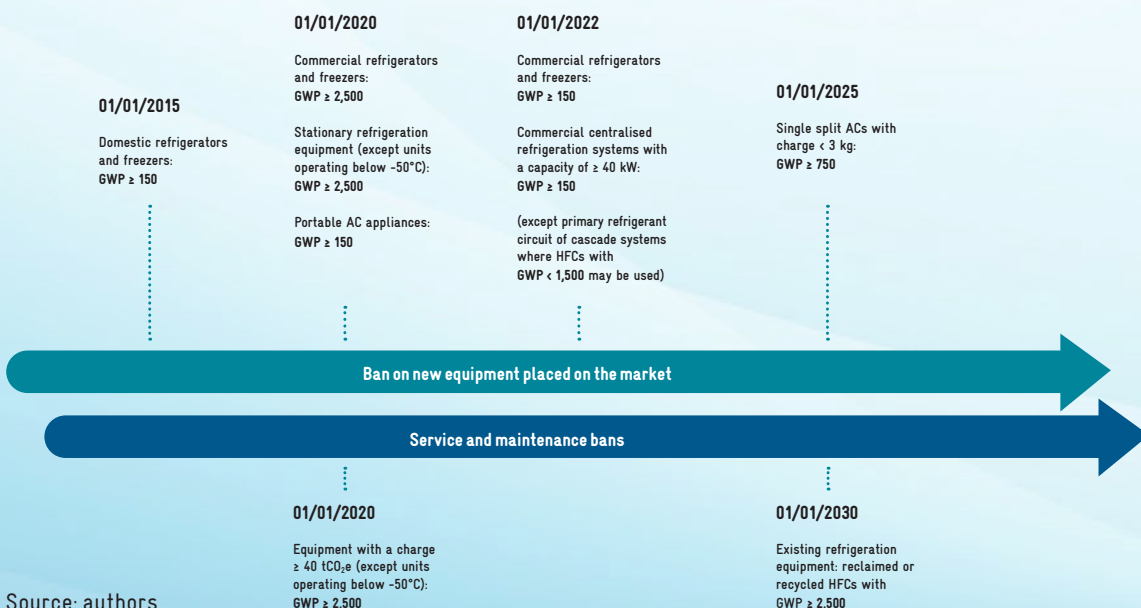 01/01/2015
Domestic refrigerators
and freezers:
GWP ≥ 150
01/01/2020
Commercial refrigerators
and freezers:
GWP ≥ 2,500
Stationary refrigeration
equipment (except units
operating below -50°C):
GWP ≥ 2,500
Portable AC appliances:
GWP ≥ 150
01/01/2022
Commercial refrigerators
and freezers:
GWP ≥ 150
Commercial centralised
refrigeration systems with
a capacity of ≥ 40 kW:
GWP ≥ 150
(except primary refrigerant
circuit of cascade systems
where HFCs with
GWP < 1,500 may be used)
01/01/2025
Single split ACs with
charge < 3 kg:
GWP ≥ 750
Ban on new equipment placed on the market
Service and maintenance bans
01/01/2020
Equipment with a charge
≥ 40 tCO₂e (except units
operating below -50°C):
GWP ≥ 2,500
01/01/2030
Existing refrigeration
equipment: reclaimed or
recycled HFCs with
GWP ≥ 2,500
Source: authors